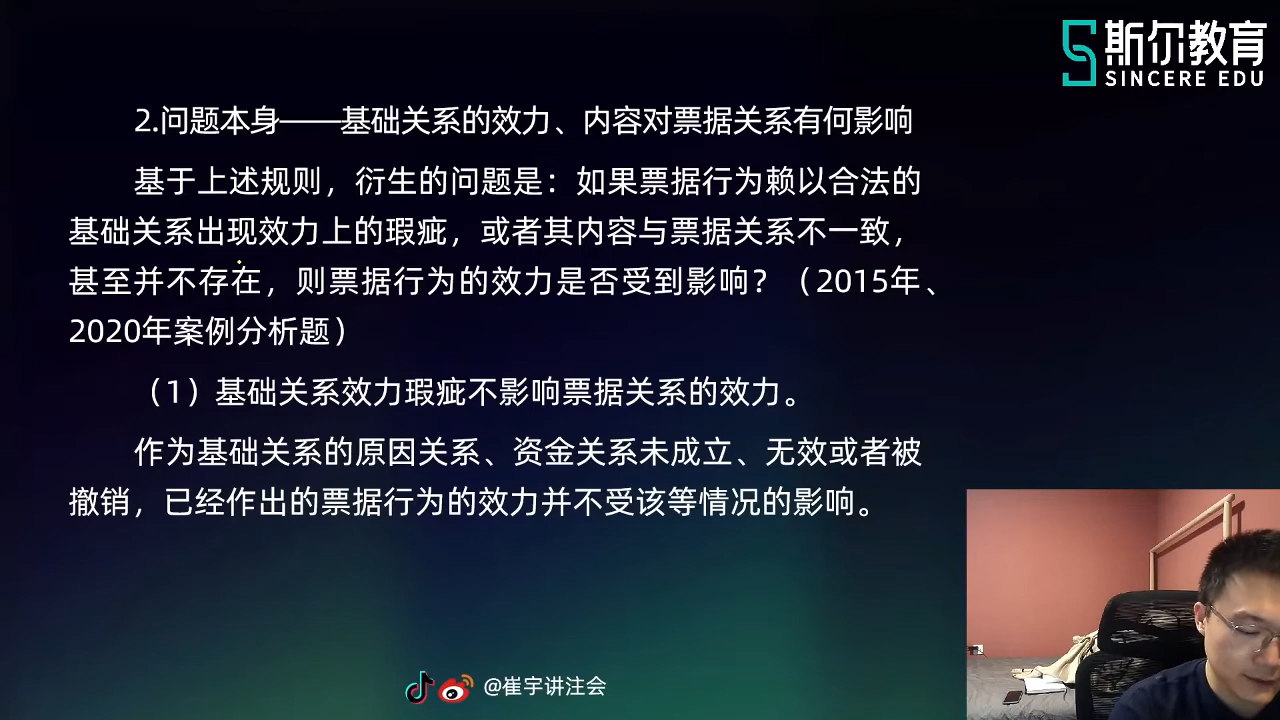 斯尔教育
SINCERE EDU
2.问题本身——基础关系的效力、内容对票据关系有何影响
基于上述规则，衍生的问题是：如果票据行为赖以合法的
基础关系出现效力上的瑕疵，或者其内容与票据关系不一致，
甚至并不存在，则票据行为的效力是否受到影响？（2015年、
2020年案例分析题）
（1）基础关系效力瑕疵不影响票据关系的效力。
作为基础关系的原因关系、资金关系未成立、无效或者被
撤销，已经作出的票据行为的效力并不受该等情况的影响。
@崔宇讲注会